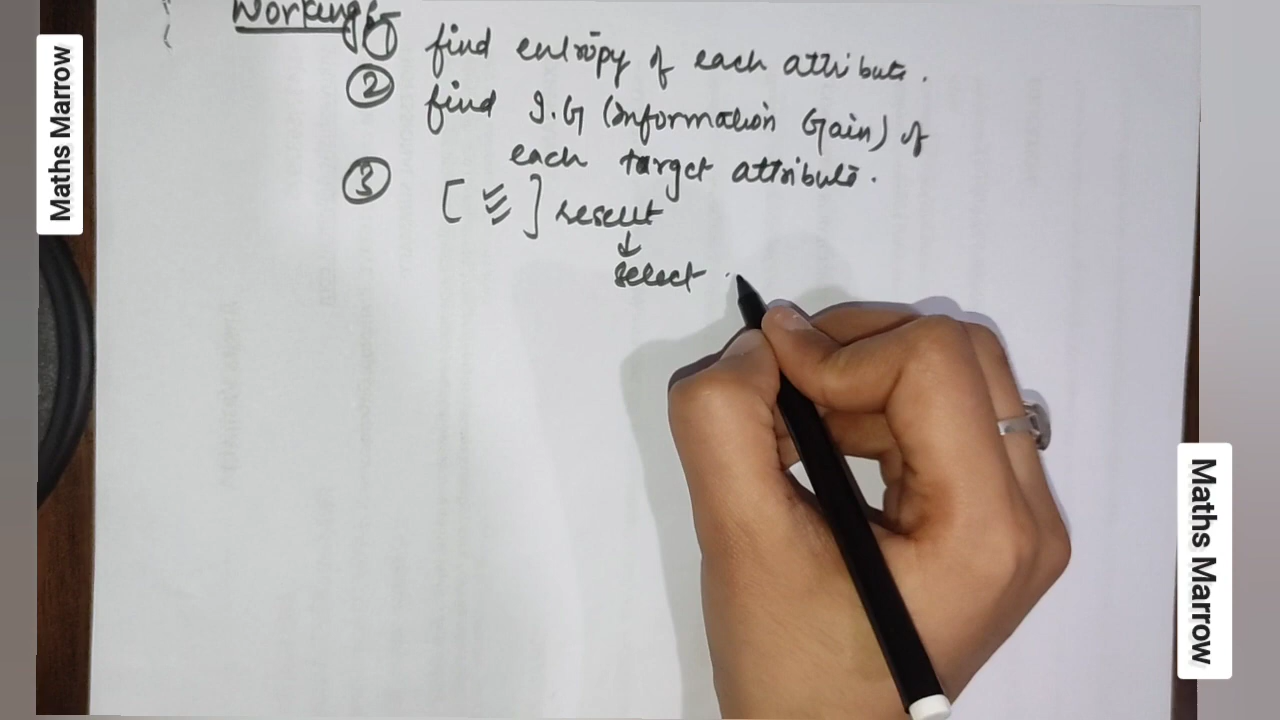 Working:-
① find entropy of each attribute.
② find I.G (Information Gain) of
each target attribute.
③ [ ] result
↓
select
Maths Marrow
Maths Marrow